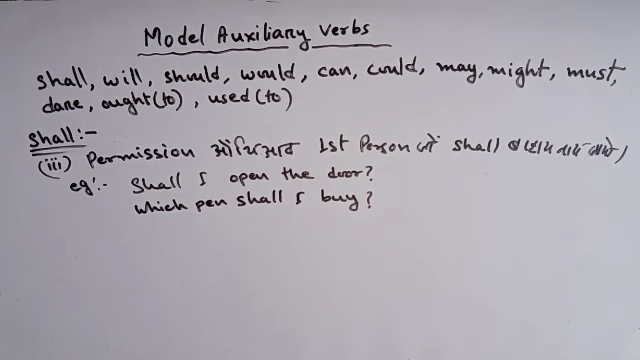 Model Auxiliary Verbs
shall, will, should, would, can, could, may, might, must,
dare, ought(to), used(to)
Shall:-
(iii) Permission 1st Person shall
eg:- Shall I open the door?
which pen shall I buy?